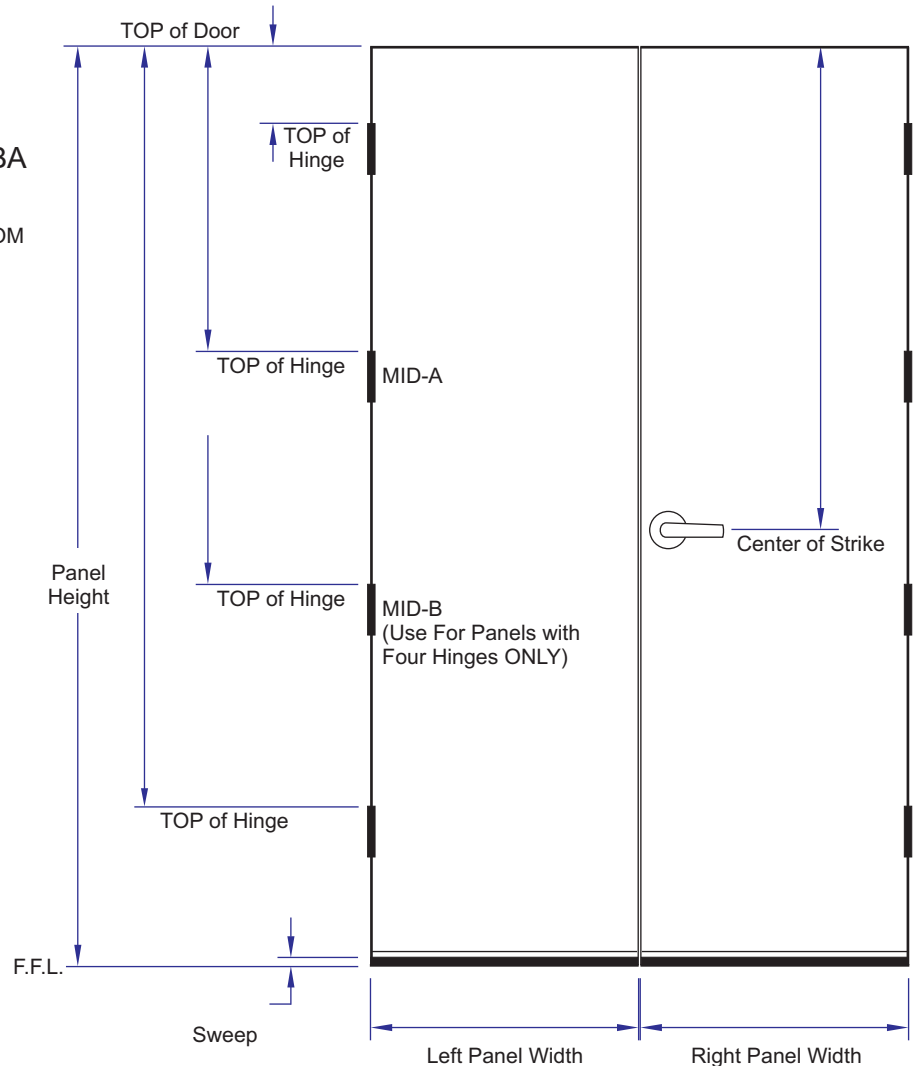 TOP of Door
TOP of
Hinge
TOP of Hinge
MID-A
Center of Strike
Panel
Height
TOP of Hinge
MID-B
(Use For Panels with
Four Hinges ONLY)
TOP of Hinge
F.F.L.
Sweep
Left Panel Width
Right Panel Width